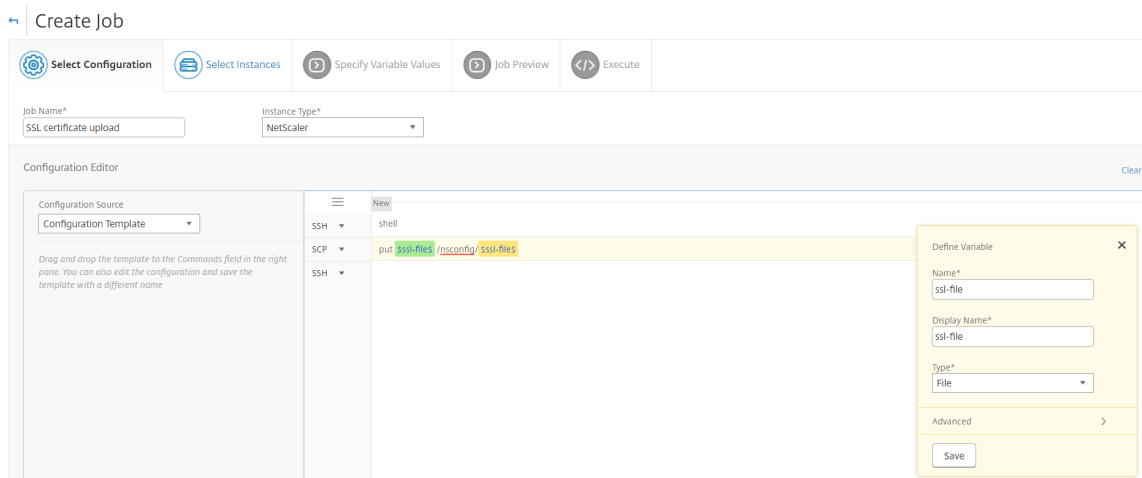 Create Job
Select Configuration
Select Instances
Specify Variable Values
Job Preview
Execute
Job Name*
SSL certificate upload
Instance Type*
NetScaler
Configuration Editor
Clear
Configuration Source
Configuration Template
Drag and drop the template to the Commands field in the right
pane. You can also edit the configuration and save the
template with a different name
New
SSH
shell
SCP
put $ssl-file$ /nsconfig/ $ssl-file$
SSH
Define Variable
Name*
ssl-file
Display Name*
ssl-file
Type*
File
Advanced
Save